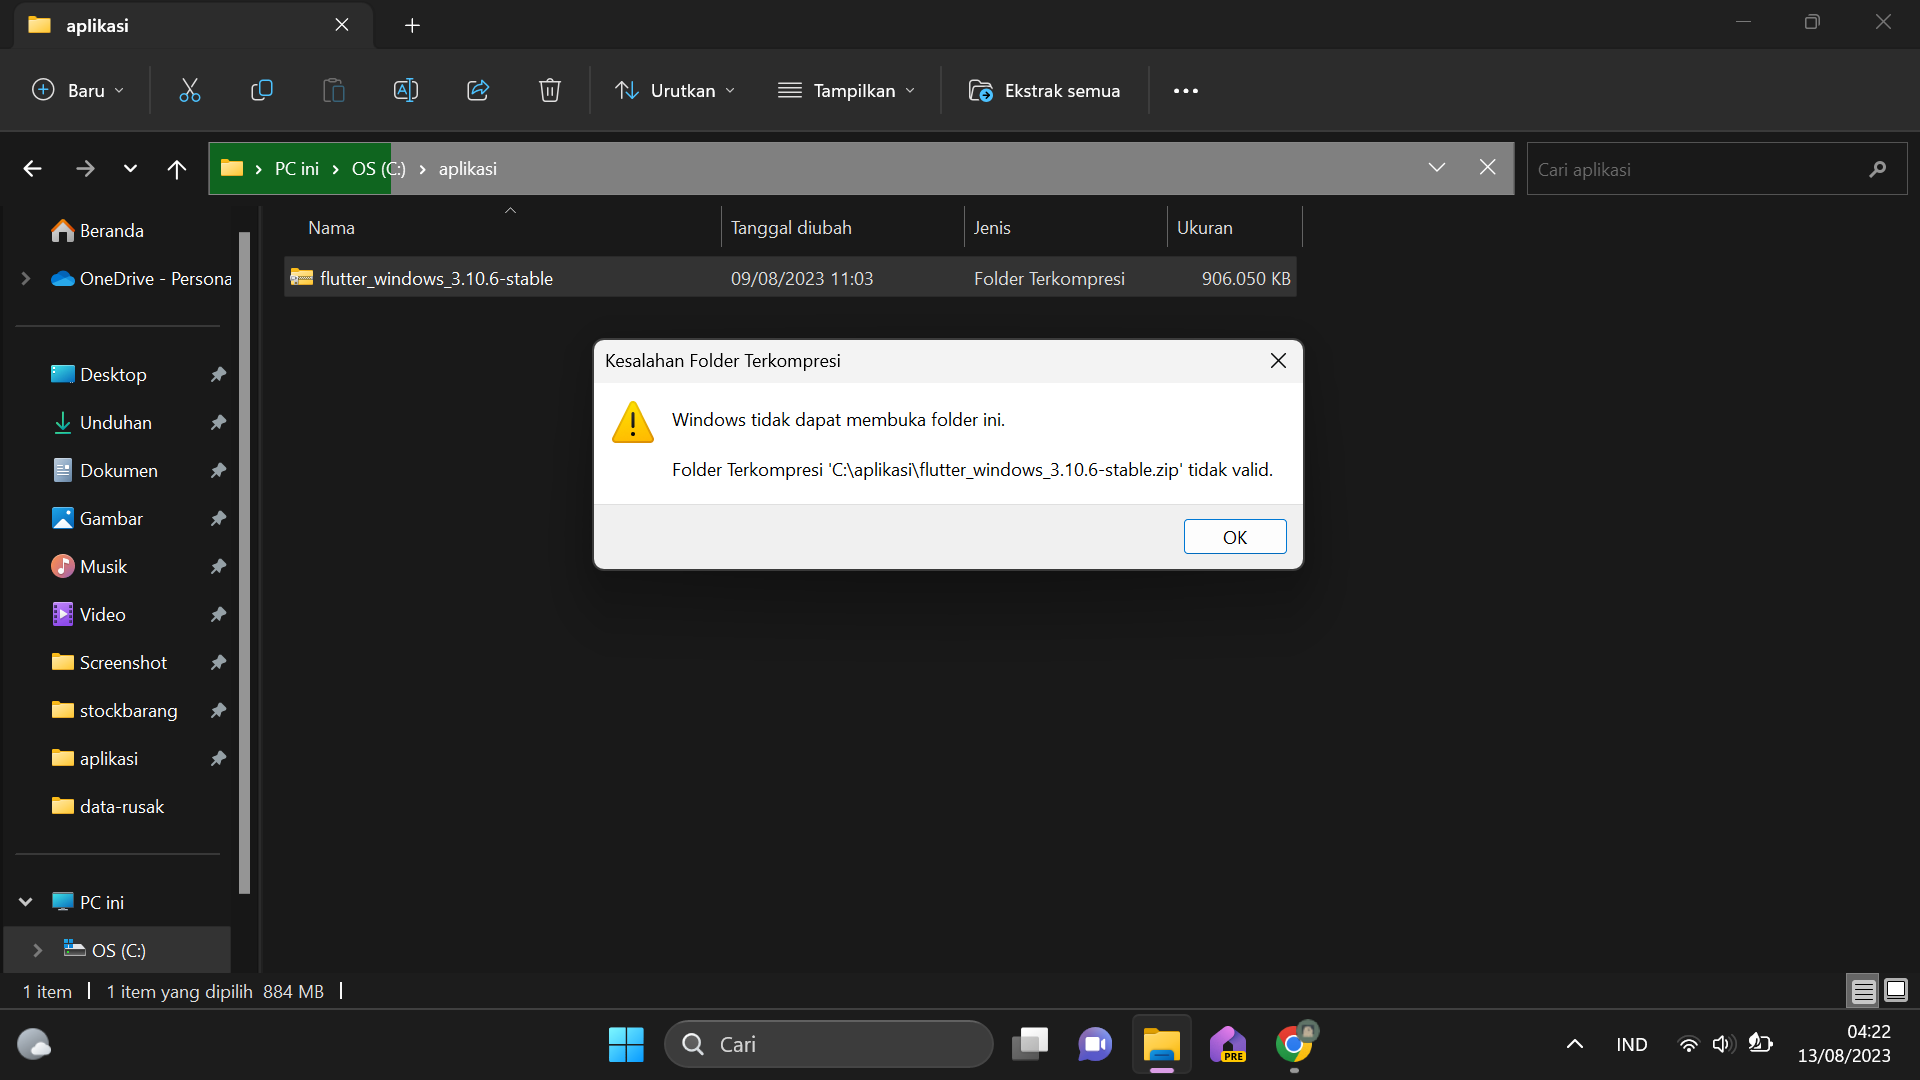 aplikasi
Baru
Urutkan
Tampilkan
Ekstrak semua
PC ini
OS (C:)
aplikasi
Cari aplikasi
Nama
Tanggal diubah
Jenis
Ukuran
flutter_windows_3.10.6-stable
09/08/2023 11:03
Folder Terkompresi
906.050 KB
Beranda
OneDrive - Persona
Desktop
Unduhan
Dokumen
Gambar
Musik
Video
Screenshot
stockbarang
aplikasi
data-rusak
PC ini
OS (C:)
Kesalahan Folder Terkompresi
Windows tidak dapat membuka folder ini.
Folder Terkompresi 'C:\aplikasi\flutter_windows_3.10.6-stable.zip' tidak valid.
OK
1 item
1 item yang dipilih 884 MB
Cari
PRE
IND
04:22
13/08/2023